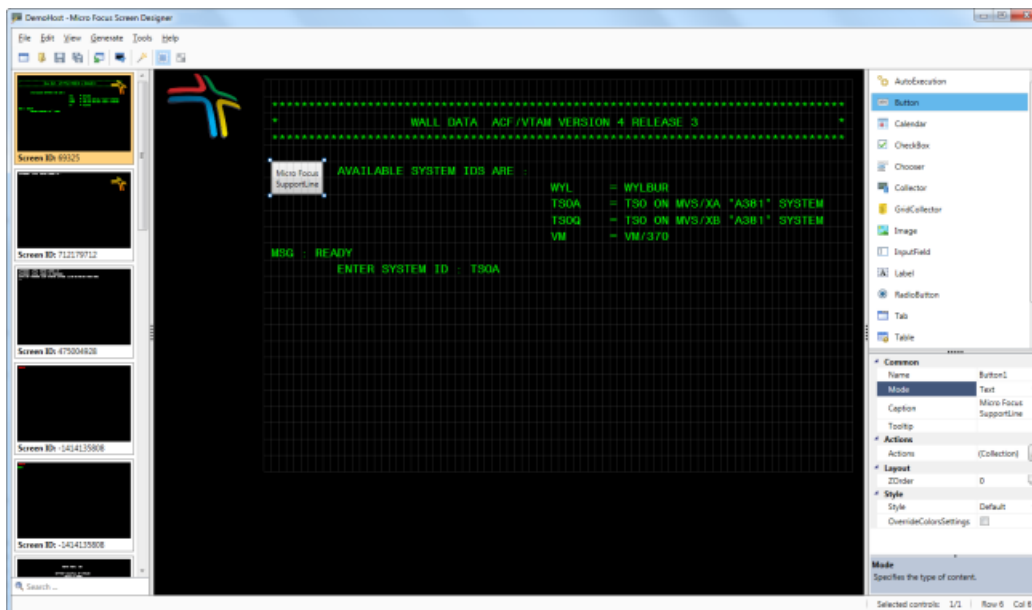 DemoHost - Micro Focus Screen Designer
File Edit View Generate Tools Help
Screen ID: 69325
Screen ID: 712179712
Screen ID: 475004928
Screen ID: -1414135808
Screen ID: -1414135808
Search ...
****************************************************************************
* WALL DATA ACF/VTAM VERSION 4 RELEASE 3 *
****************************************************************************
Micro Focus
SupportLine
AVAILABLE SYSTEM IDS ARE :
WYL = WYLBUR
TSOA = TSO ON MVS/XA "A381" SYSTEM
TSOQ = TSO ON MVS/XB "A381" SYSTEM
VM = VM/370
MSG : READY
ENTER SYSTEM ID : TSOA
AutoExecution
Button
Calendar
CheckBox
Chooser
Collector
GridCollector
Image
InputField
Label
RadioButton
Tab
Table
Common
Name Button1
Mode Text
Caption Micro Focus
SupportLine
Tooltip
Actions
Actions (Collection)
Layout
ZOrder 0
Style
Style Default
OverrideColorsSettings
Mode
Specifies the type of content.
Selected controls: 1/1 Row 6 Col